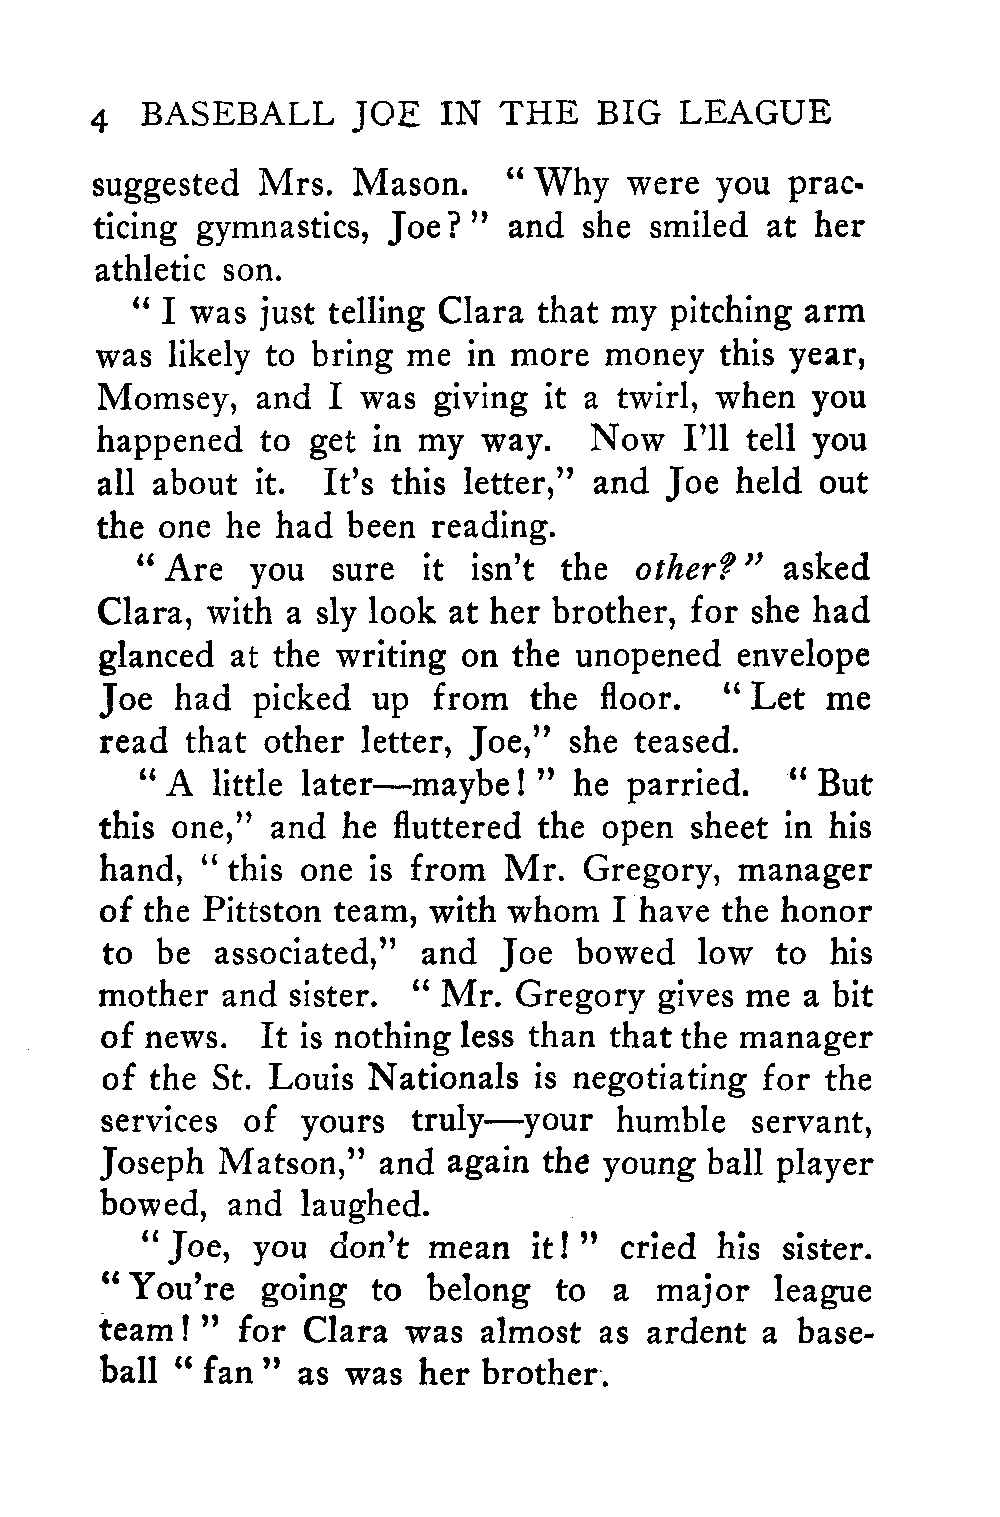 4 BASEBALL JOE IN THE BIG LEAGUE
suggested Mrs. Mason. "Why were you prac-
ticing gymnastics, Joe?" and she smiled at her
athletic son.
"I was just telling Clara that my pitching arm
was likely to bring me in more money this year,
Momsey, and I was giving it a twirl, when you
happened to get in my way. Now I'll tell you
all about it. It's this letter," and Joe held out
the one he had been reading.
"Are you sure it isn't the other?" asked
Clara, with a sly look at her brother, for she had
glanced at the writing on the unopened envelope
Joe had picked up from the floor. "Let me
read that other letter, Joe," she teased.
"A little later—maybe!" he parried. "But
this one," and he fluttered the open sheet in his
hand, "this one is from Mr. Gregory, manager
of the Pittston team, with whom I have the honor
to be associated," and Joe bowed low to his
mother and sister. "Mr. Gregory gives me a bit
of news. It is nothing less than that the manager
of the St. Louis Nationals is negotiating for the
services of yours truly—your humble servant,
Joseph Matson," and again the young ball player
bowed, and laughed.
"Joe, you don't mean it!" cried his sister.
"You're going to belong to a major league
team!" for Clara was almost as ardent a base-
ball "fan" as was her brother.